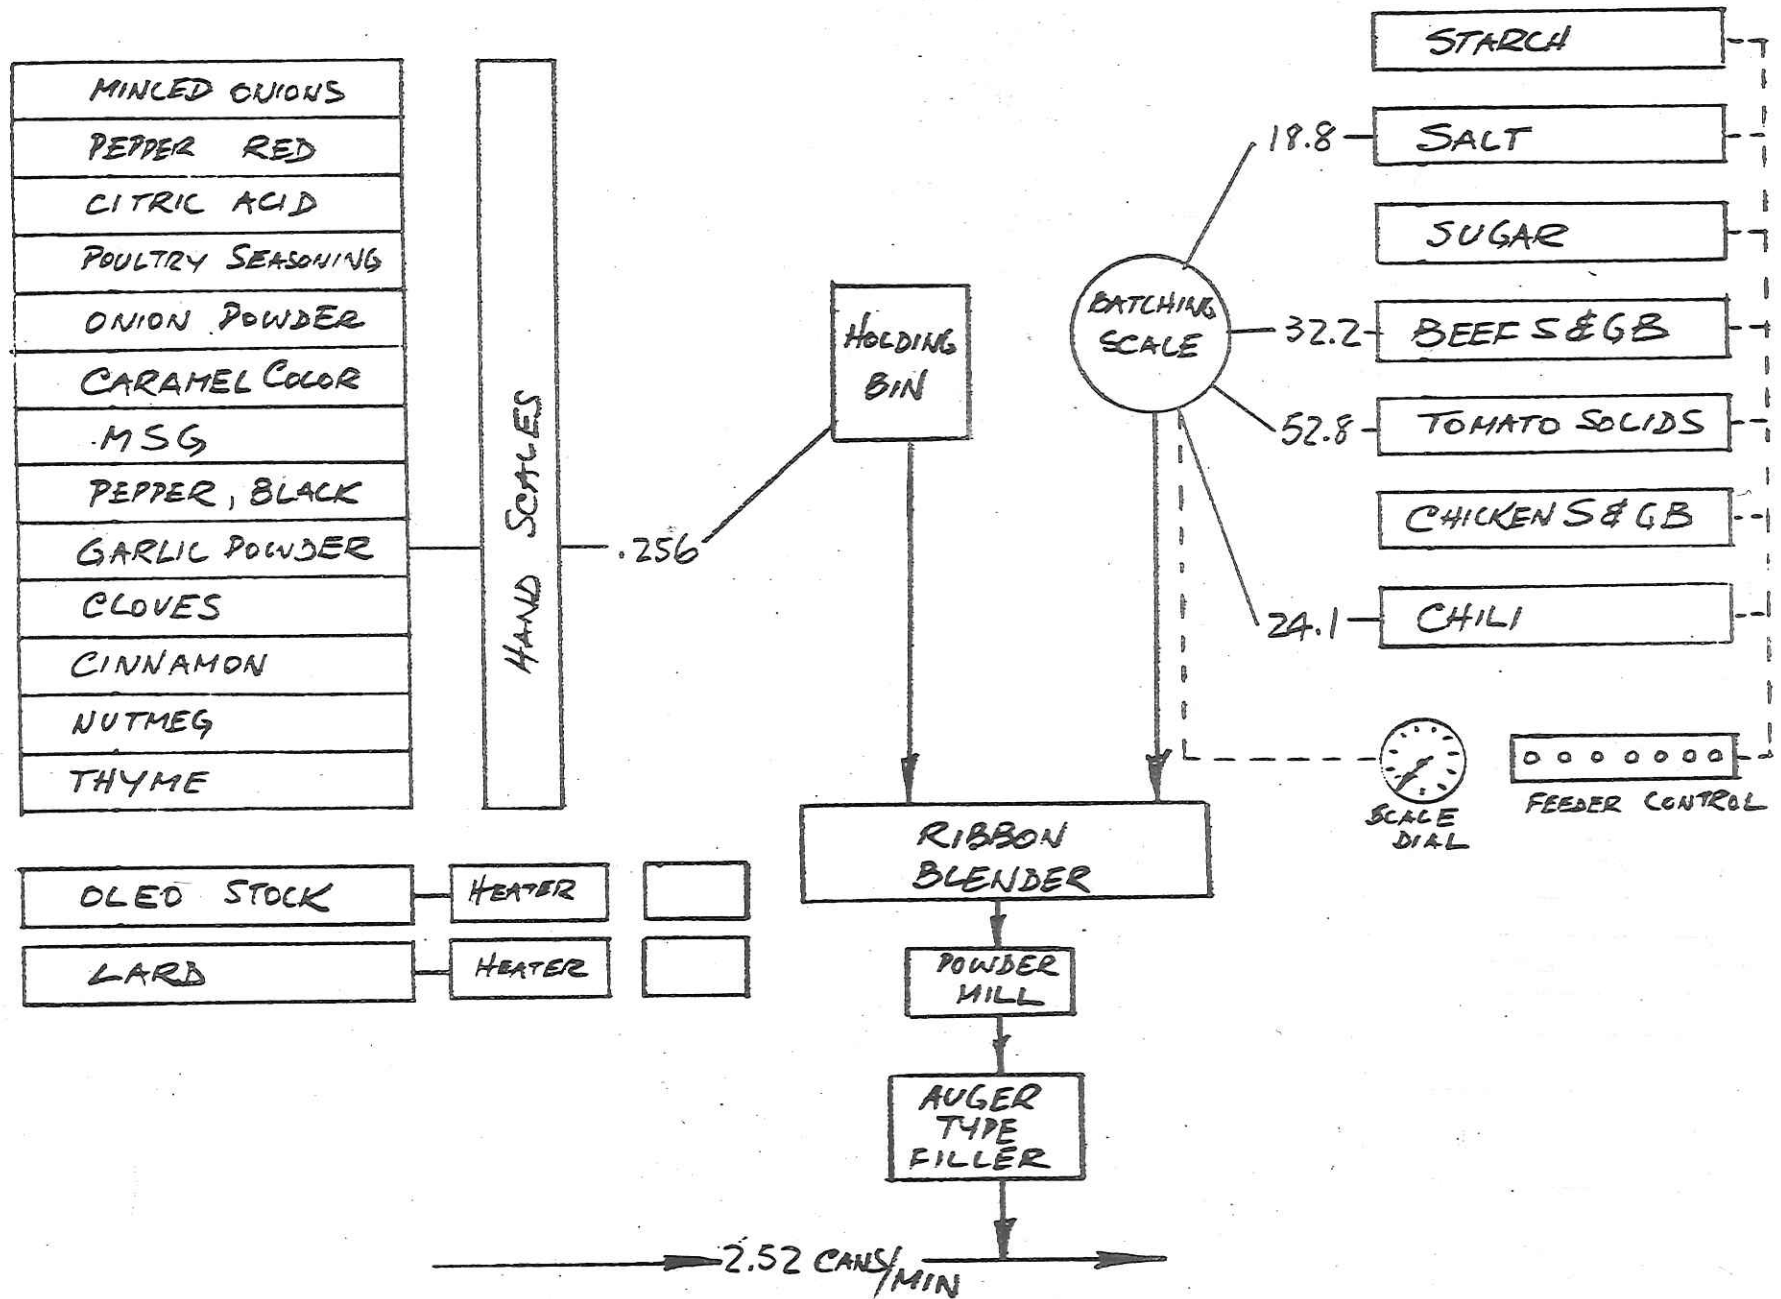 MINCED ONIONS
PEPPER RED
CITRIC ACID
POULTRY SEASONING
ONION POWDER
CARAMEL COLOR
MSG
PEPPER, BLACK
GARLIC POWDER
CLOVES
CINNAMON
NUTMEG
THYME
HAND SCALES
.256
HOLDING
BIN
BATCHING
SCALE
18.8
32.2
52.8
24.1
STARCH
SALT
SUGAR
BEEF S & GB
TOMATO SOLIDS
CHICKEN S & GB
CHILI
SCALE
DIAL
FEEDER CONTROL
OLEO STOCK
HEATER
LARD
HEATER
RIBBON
BLENDER
POWDER
MILL
AUGER
TYPE
FILLER
2.52 CANS/MIN